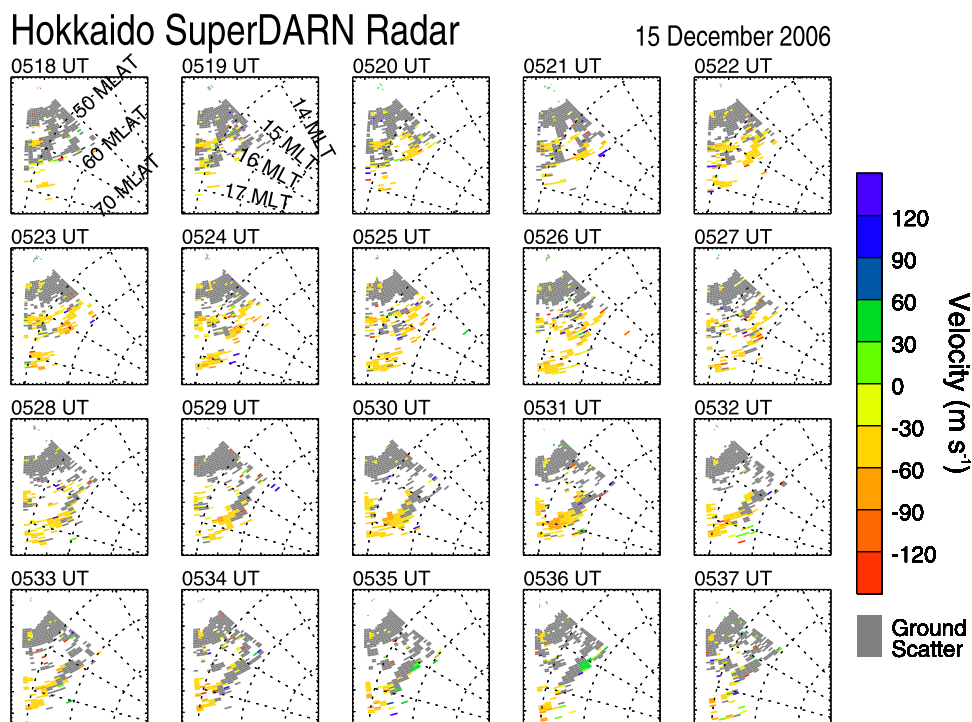 Hokkaido SuperDARN Radar
15 December 2006
0518 UT
0519 UT
0520 UT
0521 UT
0522 UT
50 MLAT
60 MLAT
70 MLAT
14 MLT
15 MLT
16 MLT
17 MLT
0523 UT
0524 UT
0525 UT
0526 UT
0527 UT
0528 UT
0529 UT
0530 UT
0531 UT
0532 UT
0533 UT
0534 UT
0535 UT
0536 UT
0537 UT
120
90
60
30
0
-30
-60
-90
-120
Velocity (m s⁻¹)
Ground
Scatter